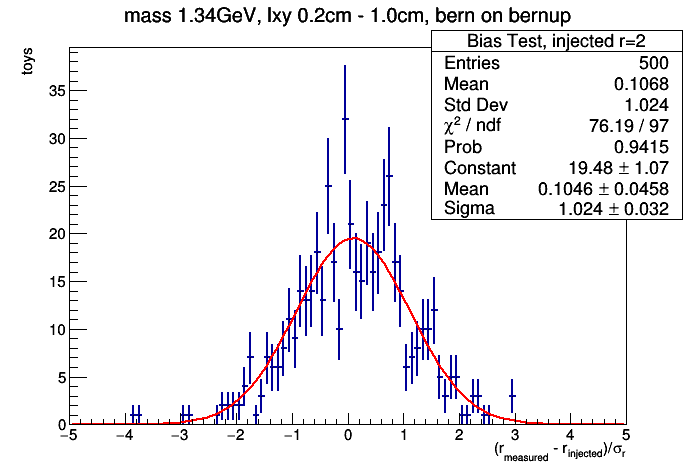 mass 1.34GeV, lxy 0.2cm - 1.0cm, bern on bernup
toys
Bias Test, injected r=2
Entries 500
Mean 0.1068
Std Dev 1.024
χ² / ndf 76.19 / 97
Prob 0.9415
Constant 19.48 ± 1.07
Mean 0.1046 ± 0.0458
Sigma 1.024 ± 0.032
35
30
25
20
15
10
5
0
−5 −4 −3 −2 −1 0 1 2 3 4 5
(r_measured - r_injected)/σ_r